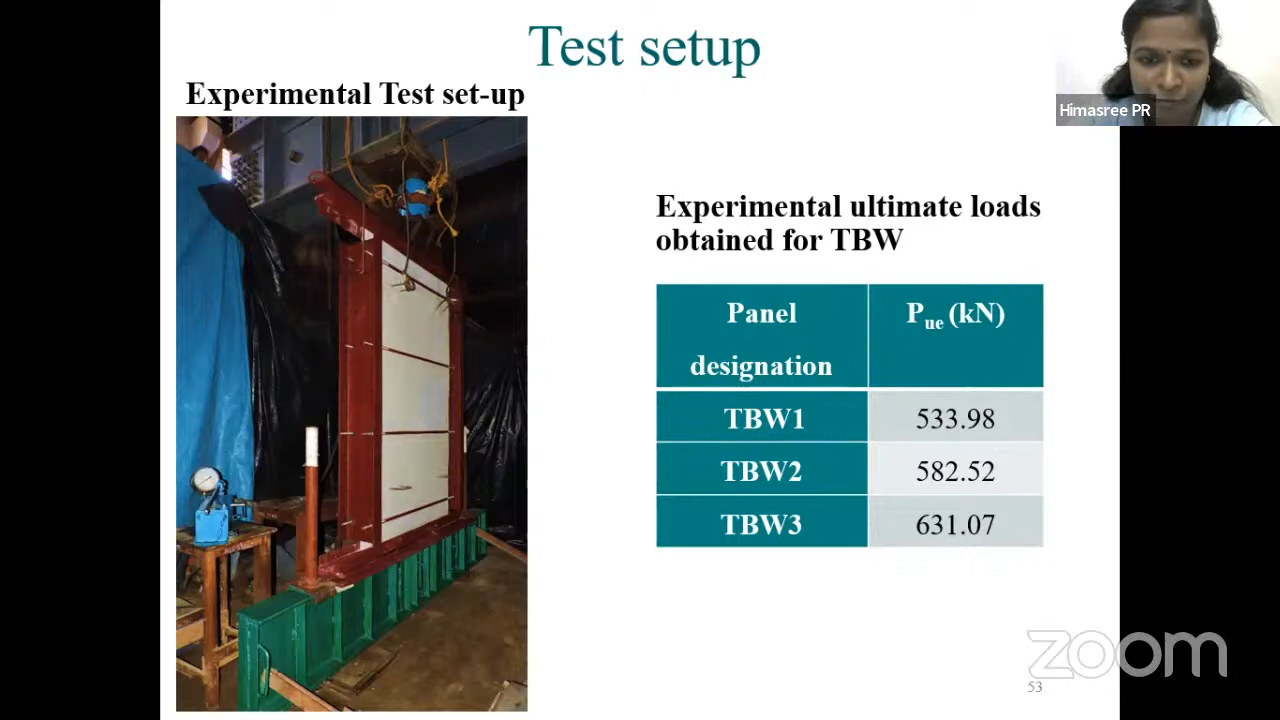 Test setup
Experimental Test set-up
Himasree PR
Experimental ultimate loads
obtained for TBW
Panel
designation
Pue (kN)
TBW1
533.98
TBW2
582.52
TBW3
631.07
zoom
53